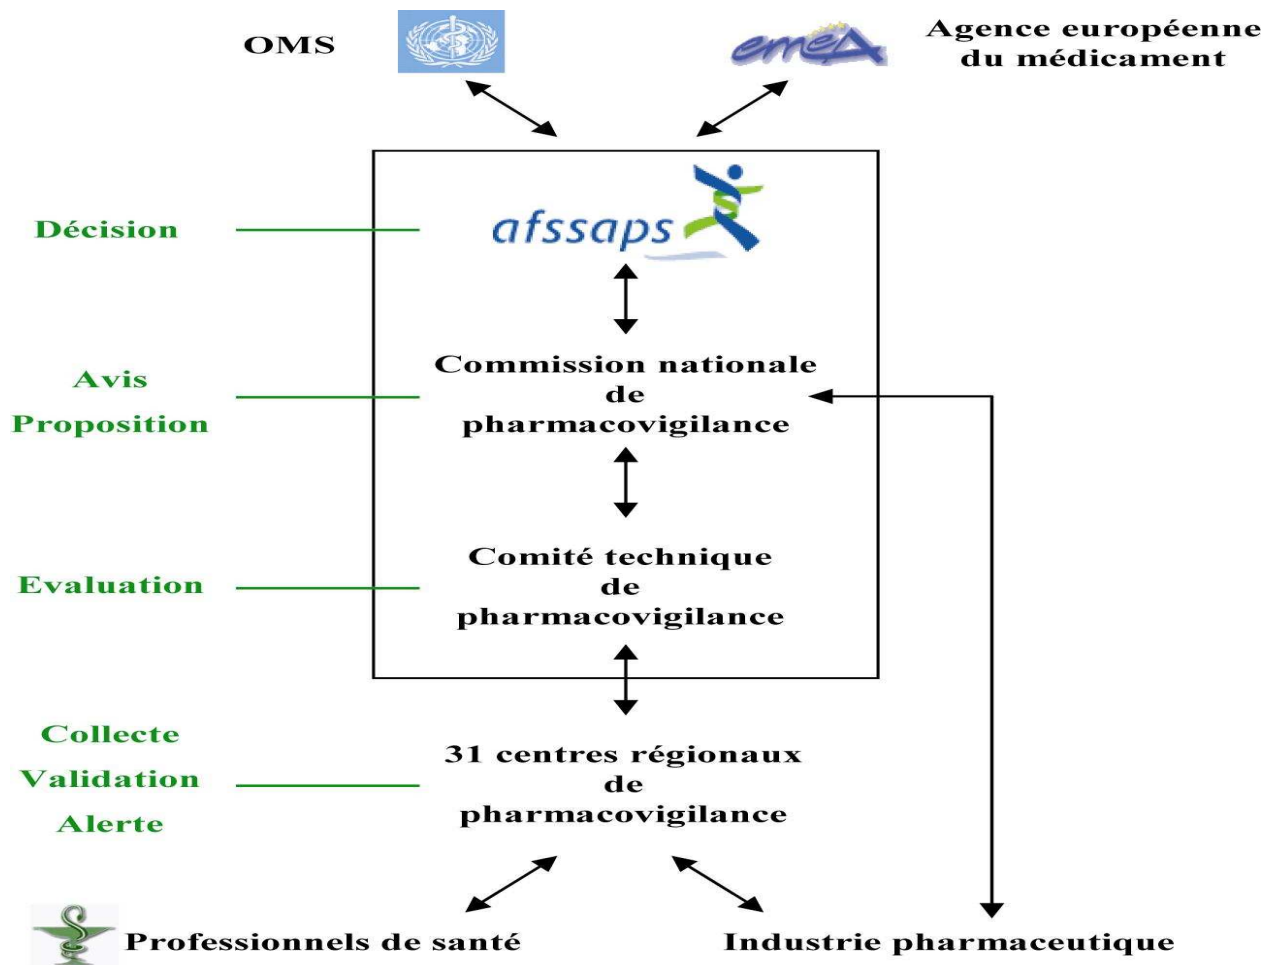 OMS
emeA
Agence européenne
du médicament
Décision
afssaps
Avis
Proposition
Commission nationale
de
pharmacovigilance
Evaluation
Comité technique
de
pharmacovigilance
Collecte
Validation
Alerte
31 centres régionaux
de
pharmacovigilance
Professionnels de santé
Industrie pharmaceutique